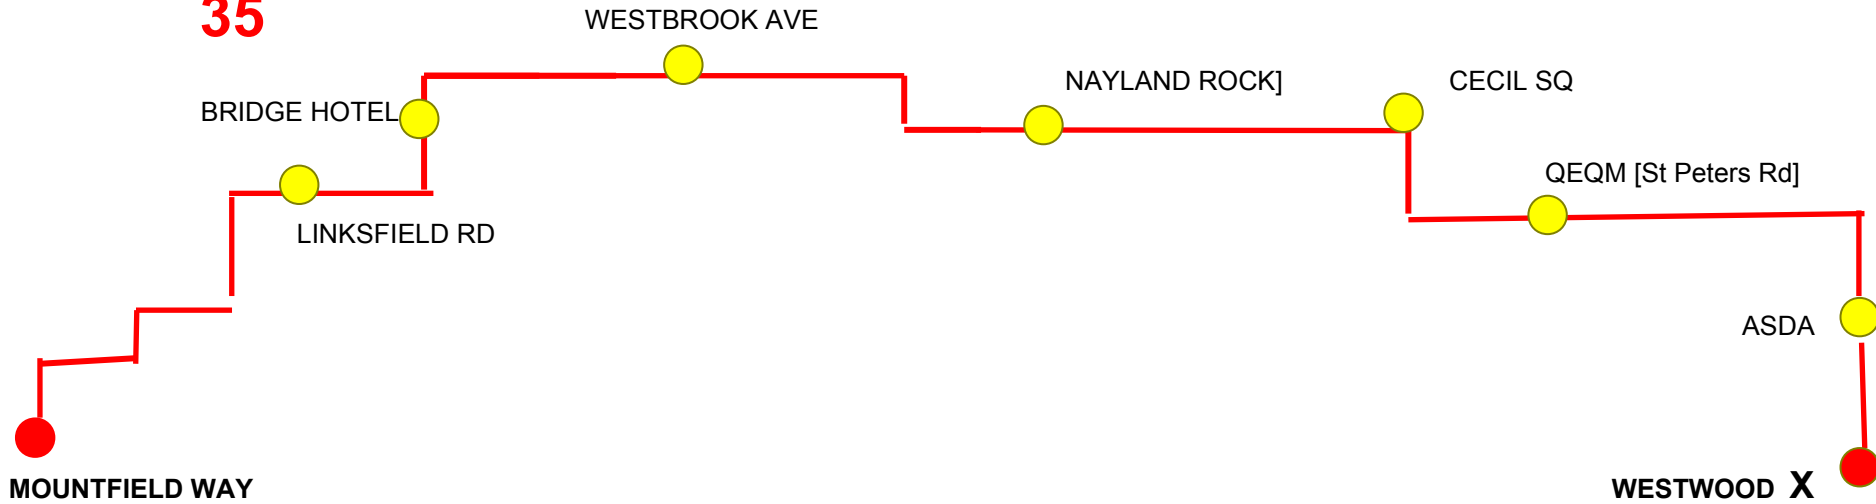 35
WESTBROOK AVE
NAYLAND ROCK]
CECIL SQ
BRIDGE HOTEL
QEQM [St Peters Rd]
LINKSFIELD RD
ASDA
MOUNTFIELD WAY
WESTWOOD X